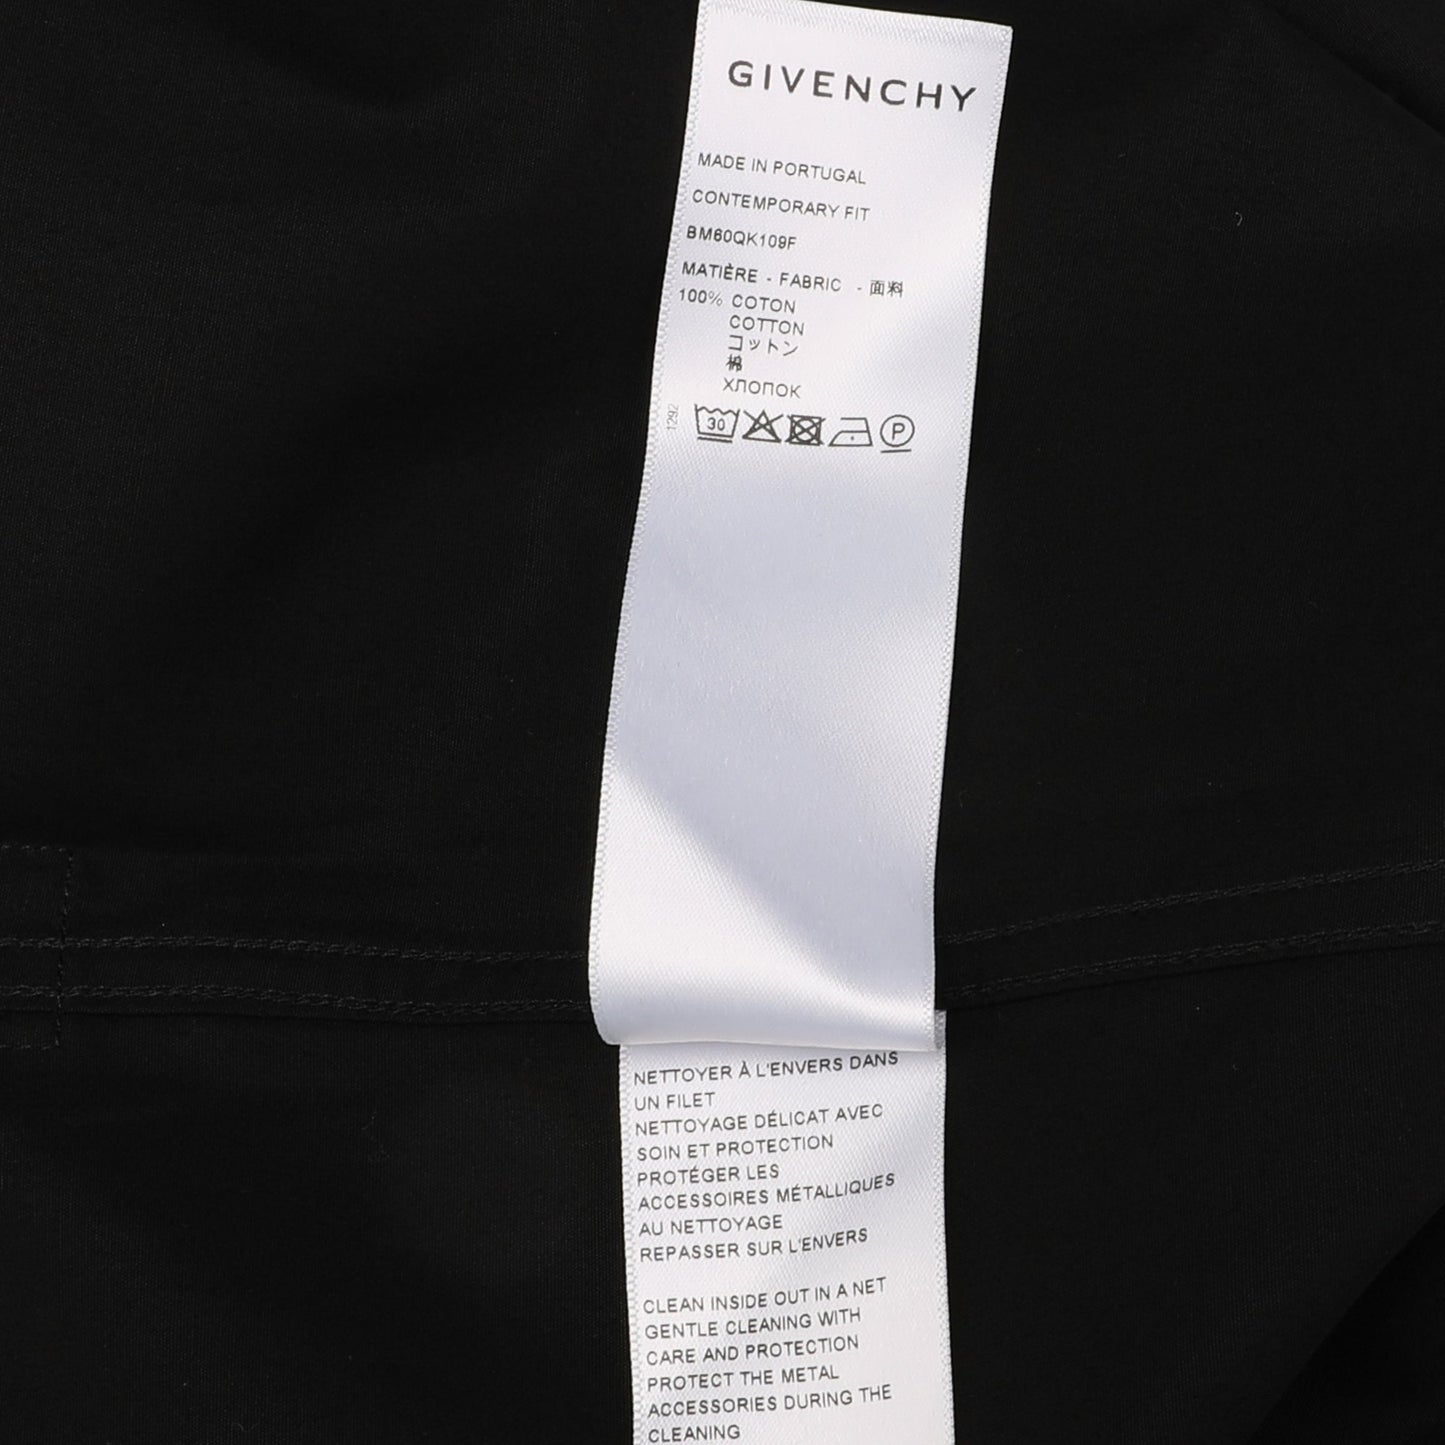 GIVENCHY
MADE IN PORTUGAL
CONTEMPORARY FIT
BM60QK109F
MATIÈRE - FABRIC - 面料
100% COTON
COTTON
コットン
棉
ХЛОПОК
1292
30 P
NETTOYER À L'ENVERS DANS
UN FILET
NETTOYAGE DÉLICAT AVEC
SOIN ET PROTECTION
PROTÉGER LES
ACCESSOIRES MÉTALLIQUES
AU NETTOYAGE
REPASSER SUR L'ENVERS
CLEAN INSIDE OUT IN A NET
GENTLE CLEANING WITH
CARE AND PROTECTION
PROTECT THE METAL
ACCESSORIES DURING THE
CLEANING